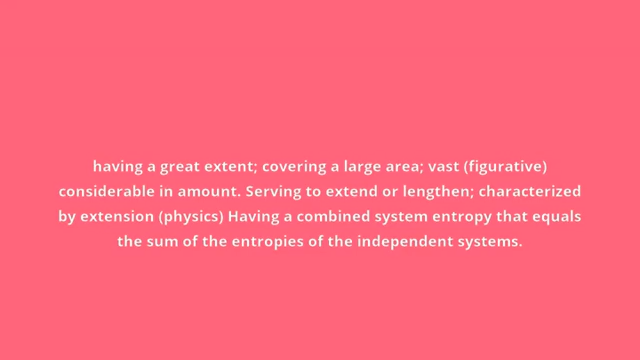 having a great extent; covering a large area; vast (figurative)
considerable in amount. Serving to extend or lengthen; characterized
by extension (physics) Having a combined system entropy that equals
the sum of the entropies of the independent systems.